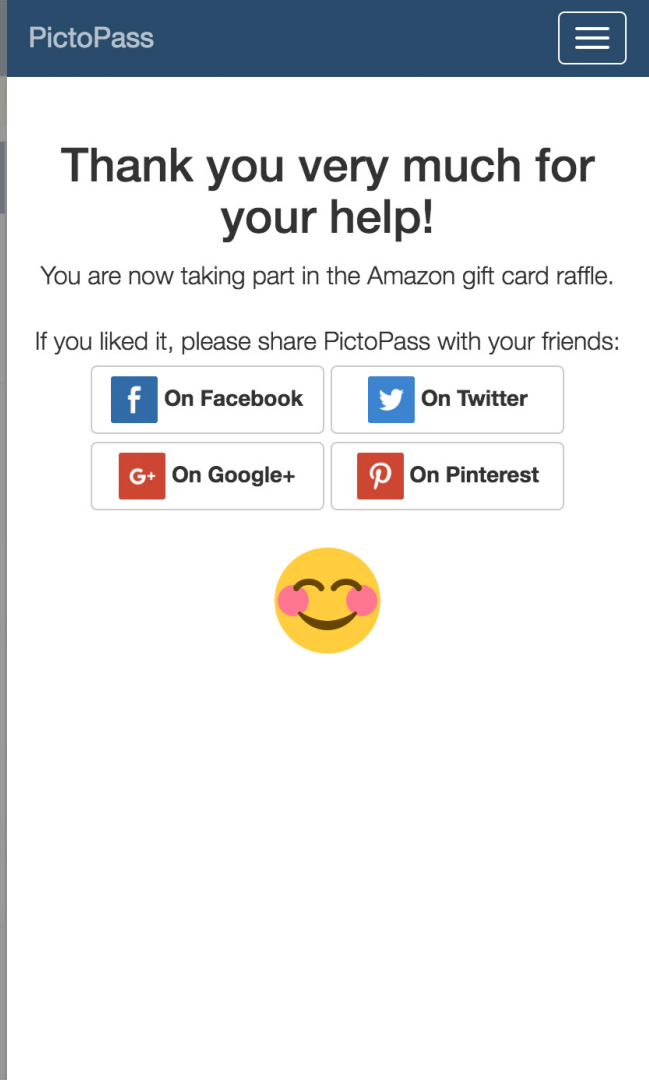 PictoPass
Thank you very much for
your help!
You are now taking part in the Amazon gift card raffle.
If you liked it, please share PictoPass with your friends:
f On Facebook
On Twitter
G+ On Google+
On Pinterest